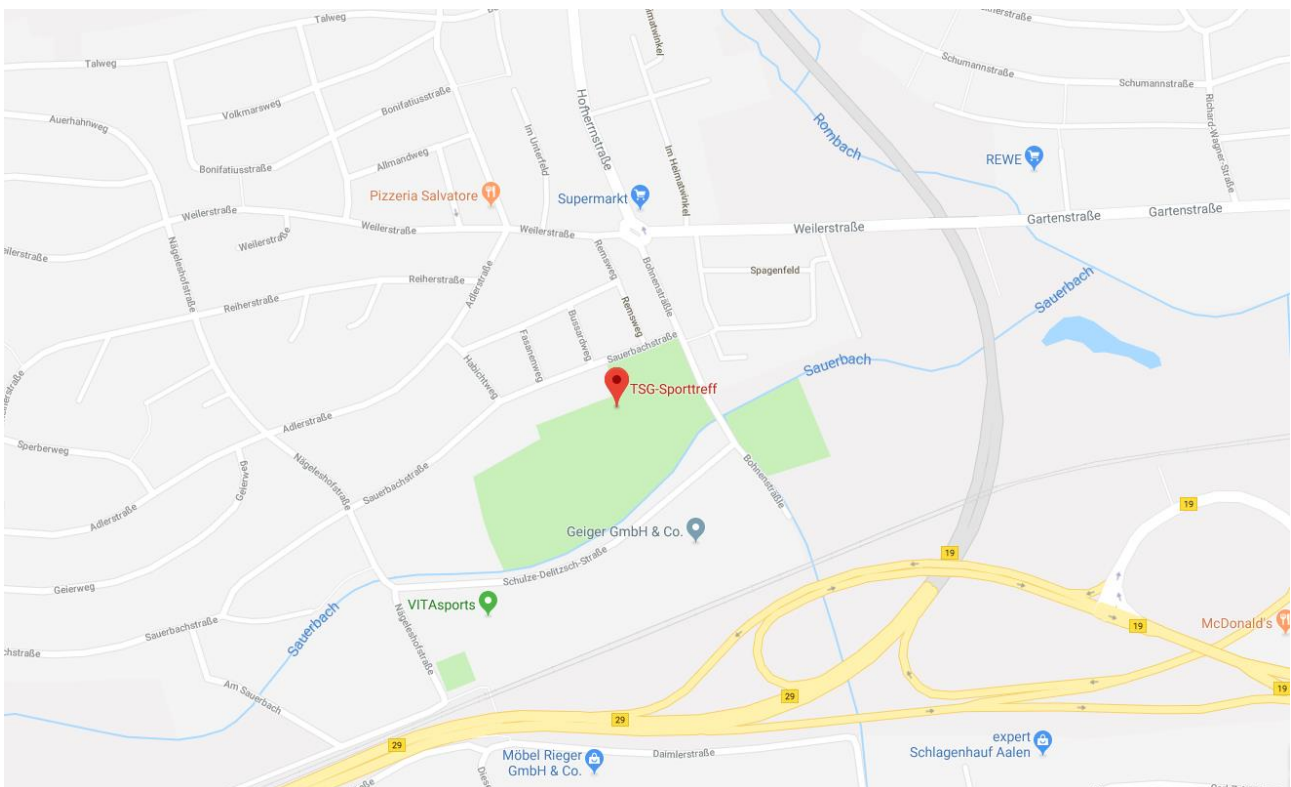 Talweg
Heimatwinkel
Talweg
Schumannstraße
Schumannstraße
Hofherrnstraße
Volkmarsweg
Bonifatiusstraße
Richard-Wagner-Straße
Auerhahnweg
Im Unterfeld
Rombach
Allmandweg
Im Heimatwinkel
REWE
Bonifatiusstraße
Pizzeria Salvatore
Supermarkt
Weilerstraße
Gartenstraße
Gartenstraße
Weilerstraße
Weilerstraße
Weilerstraße
Weilerstraße
Nägeleshofstraße
Remsweg
Bohnensträßle
Spagenfeld
Reiherstraße
Adlerstraße
Sauerbach
Reiherstraße
Remsweg
Bussardweg
Fasanenweg
Sauerbachstraße
Habichtweg
Sauerbach
TSG-Sporttreff
Adlerstraße
Sperberweg
Geierweg
Nägeleshofstraße
Sauerbachstraße
Bohnensträßle
19
Adlerstraße
Geiger GmbH & Co.
19
Geierweg
Schulze-Delitzsch-Straße
VITAsports
Sauerbach
Nägeleshofstraße
McDonald's
19
Sauerbachstraße
Am Sauerbach
19
29
29
29
Möbel Rieger
GmbH & Co.
Daimlerstraße
expert
Schlagenhauf Aalen